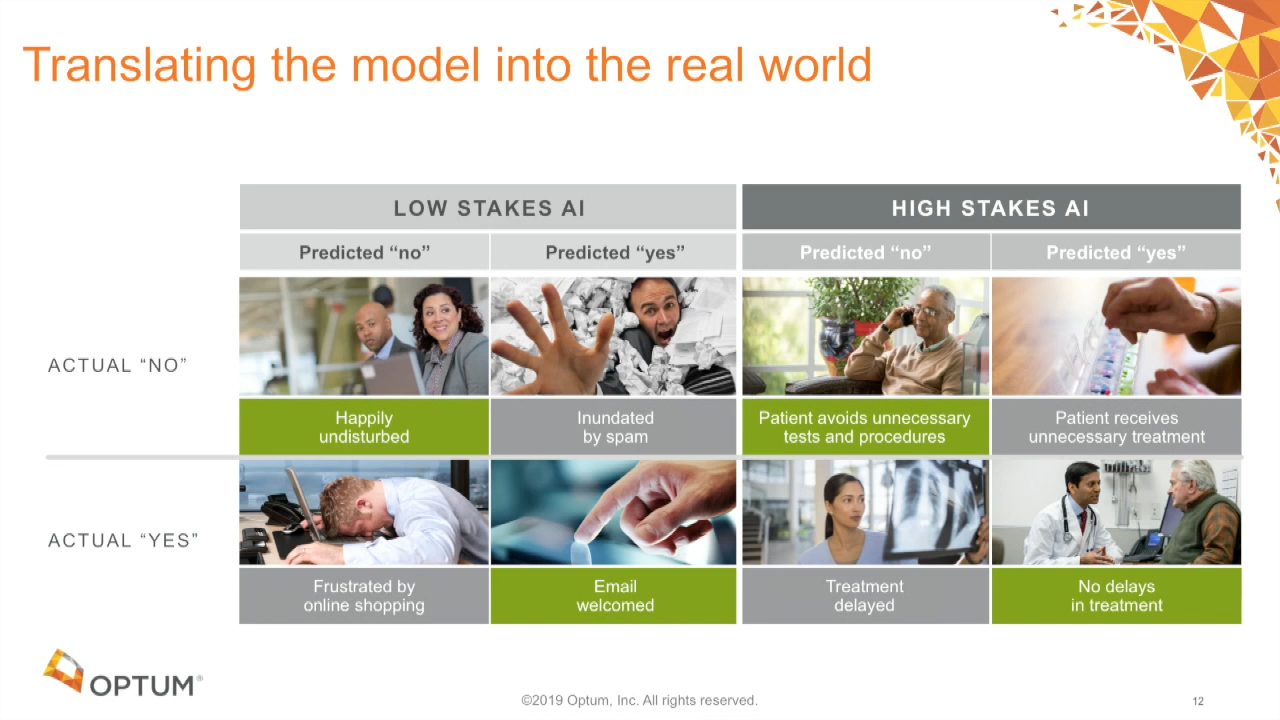 Translating the model into the real world
LOW STAKES AI
HIGH STAKES AI
Predicted “no”
Predicted “yes”
Predicted “no”
Predicted “yes”
ACTUAL “NO”
Happily
undisturbed
Inundated
by spam
Patient avoids unnecessary
tests and procedures
Patient receives
unnecessary treatment
ACTUAL “YES”
Frustrated by
online shopping
Email
welcomed
Treatment
delayed
No delays
in treatment
OPTUM®
©2019 Optum, Inc. All rights reserved.
12